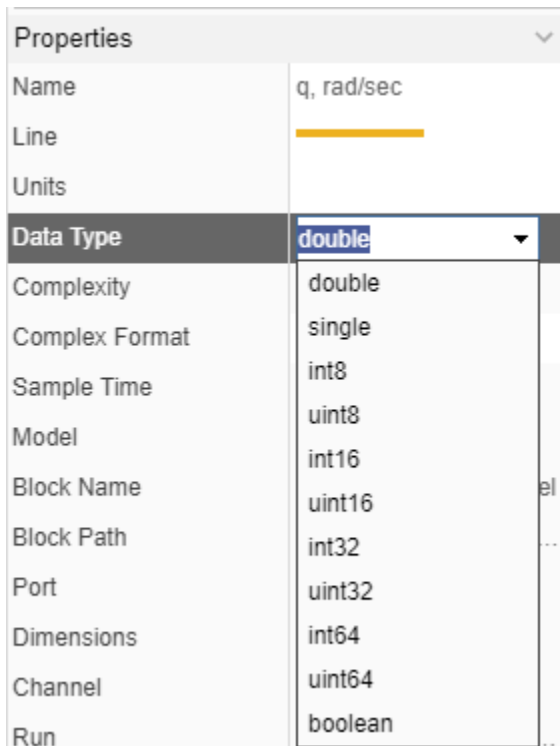 Properties
Name q, rad/sec
Line
Units
Data Type double
Complexity double
Complex Format single
Sample Time int8
Model uint8
Block Name int16 el
Block Path uint16 ...
Port int32
Dimensions uint32
Channel int64
Run uint64
boolean